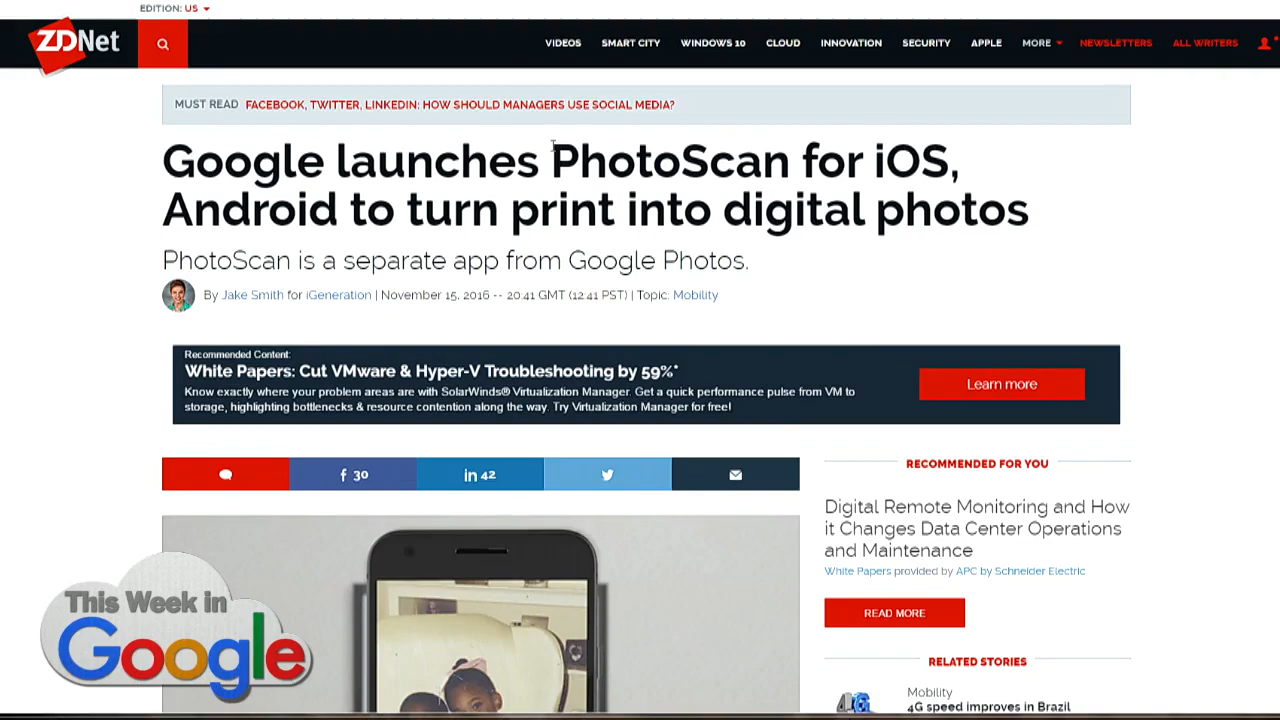 EDITION: US
ZDNet
VIDEOS SMART CITY WINDOWS 10 CLOUD INNOVATION SECURITY APPLE MORE NEWSLETTERS ALL WRITERS
MUST READ FACEBOOK, TWITTER, LINKEDIN: HOW SHOULD MANAGERS USE SOCIAL MEDIA?
Google launches PhotoScan for iOS,
Android to turn print into digital photos
PhotoScan is a separate app from Google Photos.
By Jake Smith for iGeneration | November 15, 2016 -- 20:41 GMT (12:41 PST) | Topic: Mobility
Recommended Content:
White Papers: Cut VMware & Hyper-V Troubleshooting by 59%*
Know exactly where your problem areas are with SolarWinds® Virtualization Manager. Get a quick performance pulse from VM to
storage, highlighting bottlenecks & resource contention along the way. Try Virtualization Manager for free!
Learn more
f 30
in 42
RECOMMENDED FOR YOU
Digital Remote Monitoring and How
it Changes Data Center Operations
and Maintenance
White Papers provided by APC by Schneider Electric
READ MORE
RELATED STORIES
4G
Mobility
4G speed improves in Brazil
This Week in
Google